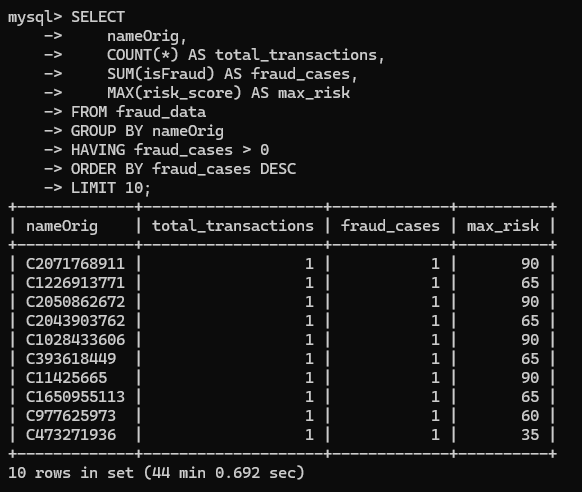 mysql> SELECT
    ->     nameOrig,
    ->     COUNT(*) AS total_transactions,
    ->     SUM(isFraud) AS fraud_cases,
    ->     MAX(risk_score) AS max_risk
    -> FROM fraud_data
    -> GROUP BY nameOrig
    -> HAVING fraud_cases > 0
    -> ORDER BY fraud_cases DESC
    -> LIMIT 10;
+-------------+--------------------+-------------+----------+
| nameOrig    | total_transactions | fraud_cases | max_risk |
+-------------+--------------------+-------------+----------+
| C2071768911 |                  1 |           1 |       90 |
| C1226913771 |                  1 |           1 |       65 |
| C2050862672 |                  1 |           1 |       90 |
| C2043903762 |                  1 |           1 |       65 |
| C1028433606 |                  1 |           1 |       90 |
| C393618449  |                  1 |           1 |       65 |
| C11425665   |                  1 |           1 |       90 |
| C1650955113 |                  1 |           1 |       65 |
| C977625973  |                  1 |           1 |       60 |
| C473271936  |                  1 |           1 |       35 |
+-------------+--------------------+-------------+----------+
10 rows in set (44 min 0.692 sec)